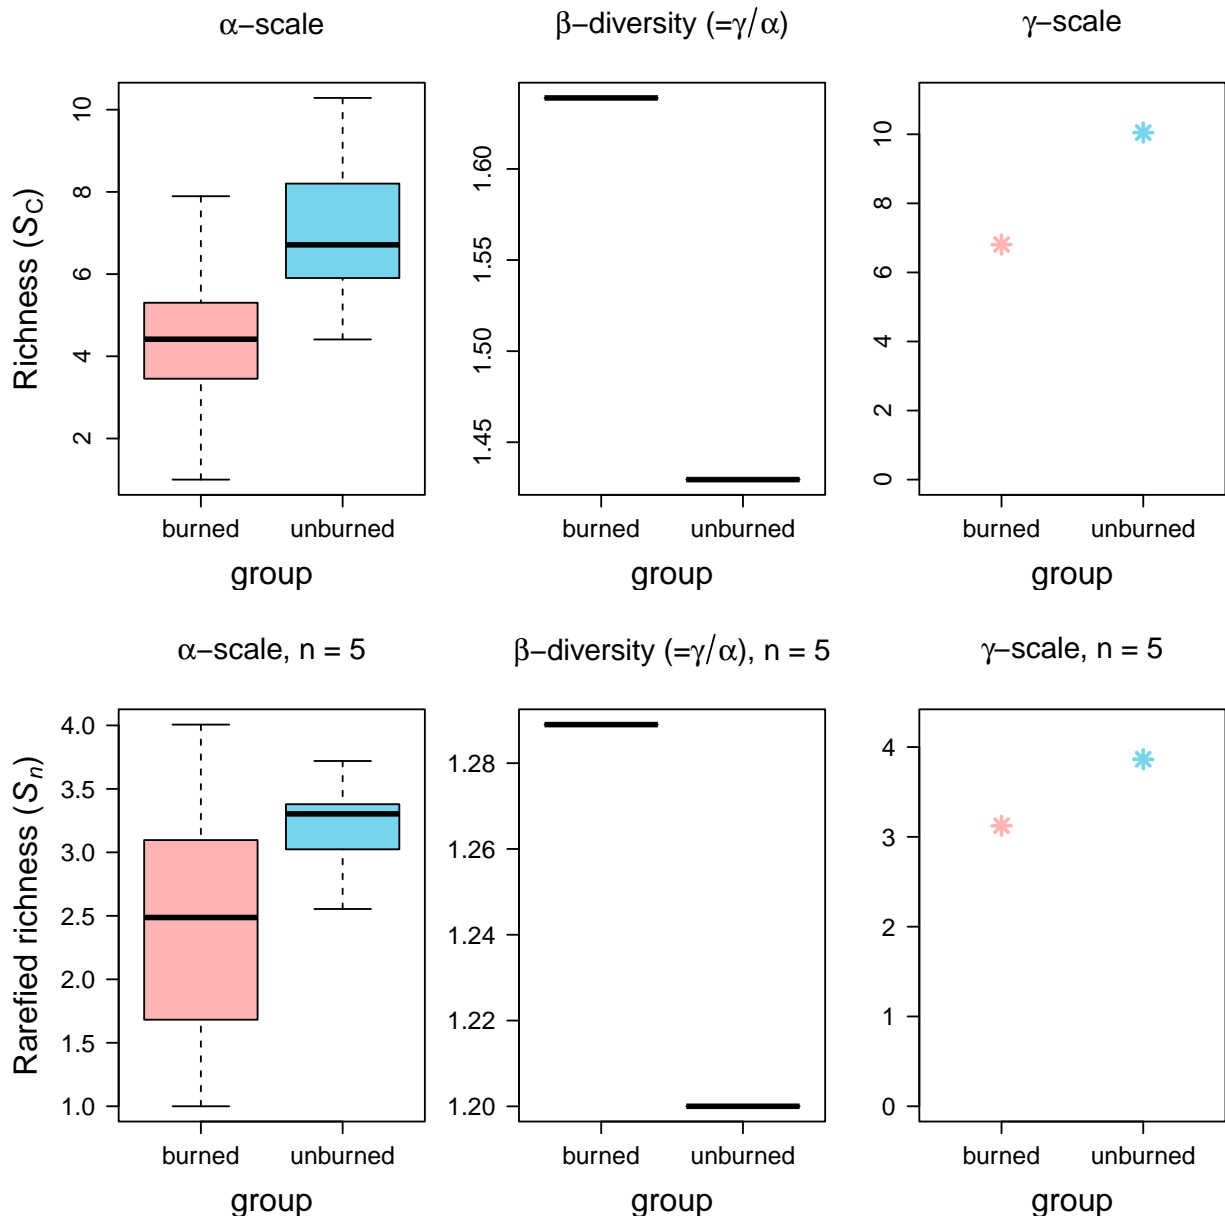 α−scale
β−diversity (=γ/α)
γ−scale
Richness (S_C)
10
8
6
4
2
1.60
1.55
1.50
1.45
10
8
6
4
2
0
burned unburned
burned unburned
burned unburned
group
group
group
α−scale, n = 5
β−diversity (=γ/α), n = 5
γ−scale, n = 5
Rarefied richness (S_n)
4.0
3.5
3.0
2.5
2.0
1.5
1.0
1.28
1.26
1.24
1.22
1.20
4
3
2
1
0
burned unburned
burned unburned
burned unburned
group
group
group